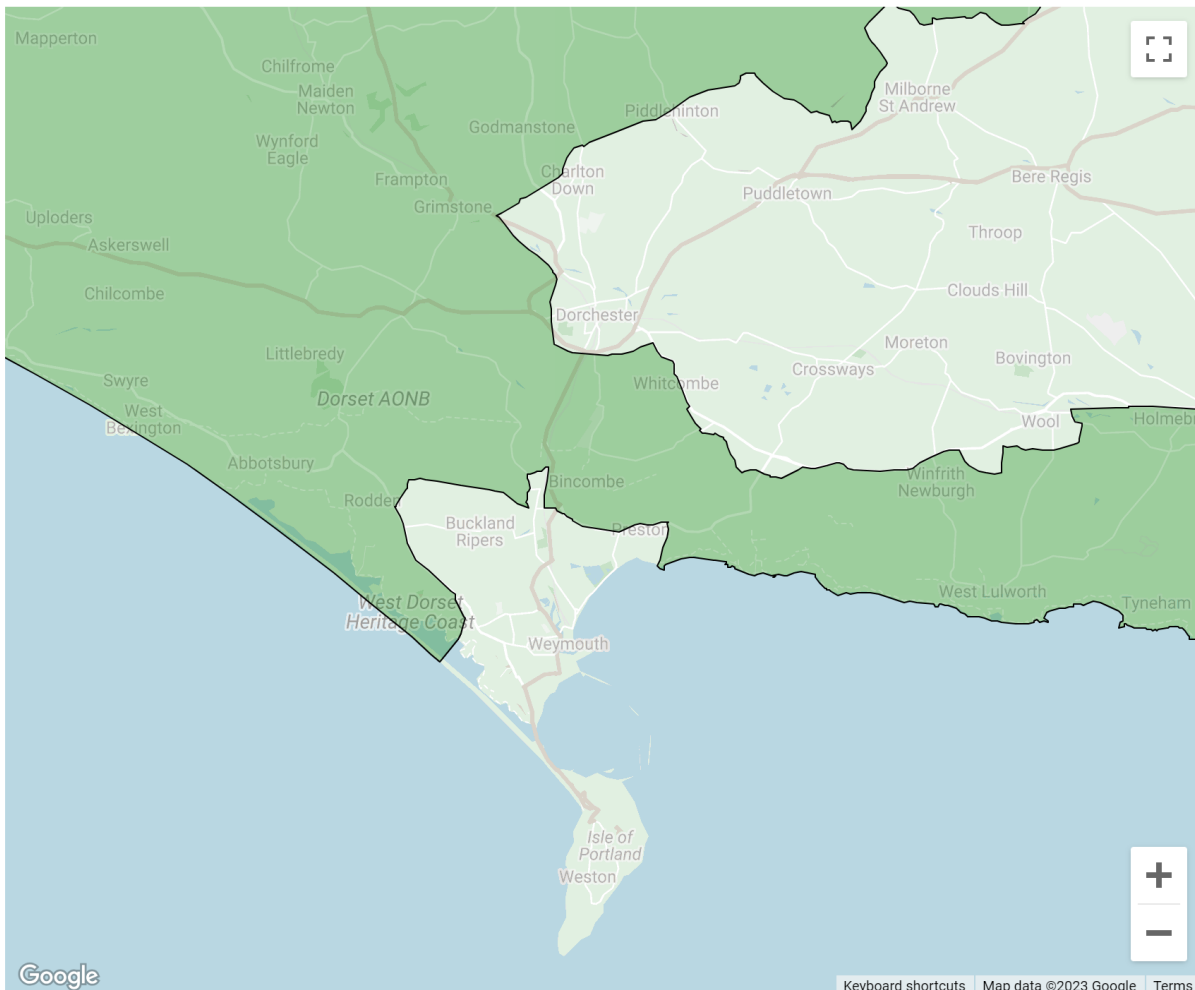 Mapperton
Chilfrome
Maiden
Newton
Milborne
St Andrew
Piddlehinton
Godmanstone
Wynford
Eagle
Charlton
Down
Frampton
Bere Regis
Puddletown
Grimstone
Uploders
Throop
Askerswell
Chilcombe
Clouds Hill
Dorchester
Moreton
Littlebredy
Bovington
Crossways
Swyre
Whitcombe
Dorset AONB
West
Bexington
Wool
Holmeb
Abbotsbury
Bincombe
Winfrith
Newburgh
Rodden
Buckland
Ripers
Preston
West Lulworth
West Dorset
Heritage Coast
Tyneham
Weymouth
Isle of
Portland
Weston
Google
Keyboard shortcuts
Map data ©2023 Google
Terms